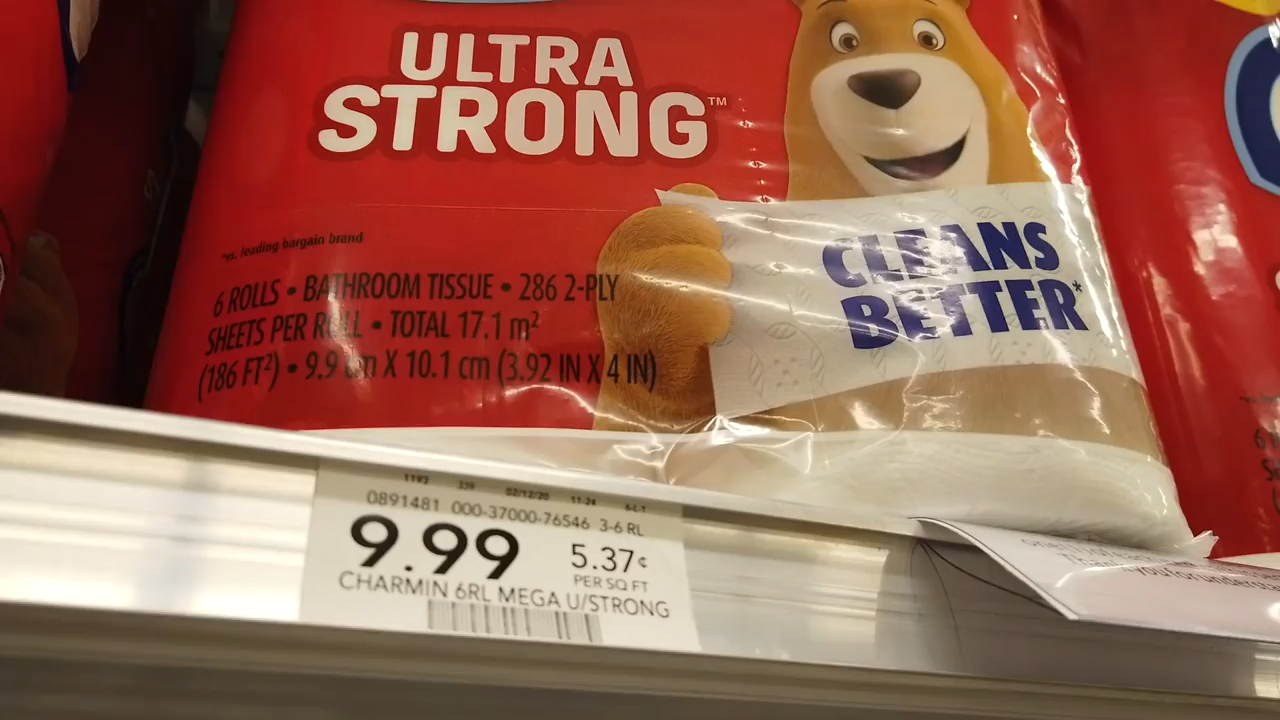 ULTRA
STRONG™
CLEANS
BETTER*
*vs. leading bargain brand
6 ROLLS • BATHROOM TISSUE • 286 2-PLY
SHEETS PER ROLL • TOTAL 17.1 m²
(186 FT²) • 9.9 cm X 10.1 cm (3.92 IN X 4 IN)
1193 339 02/12/20 11-24
0891481 000-37000-76546 3-6 RL
9.99 5.37¢
PER SQ FT
CHARMIN 6RL MEGA U/STRONG